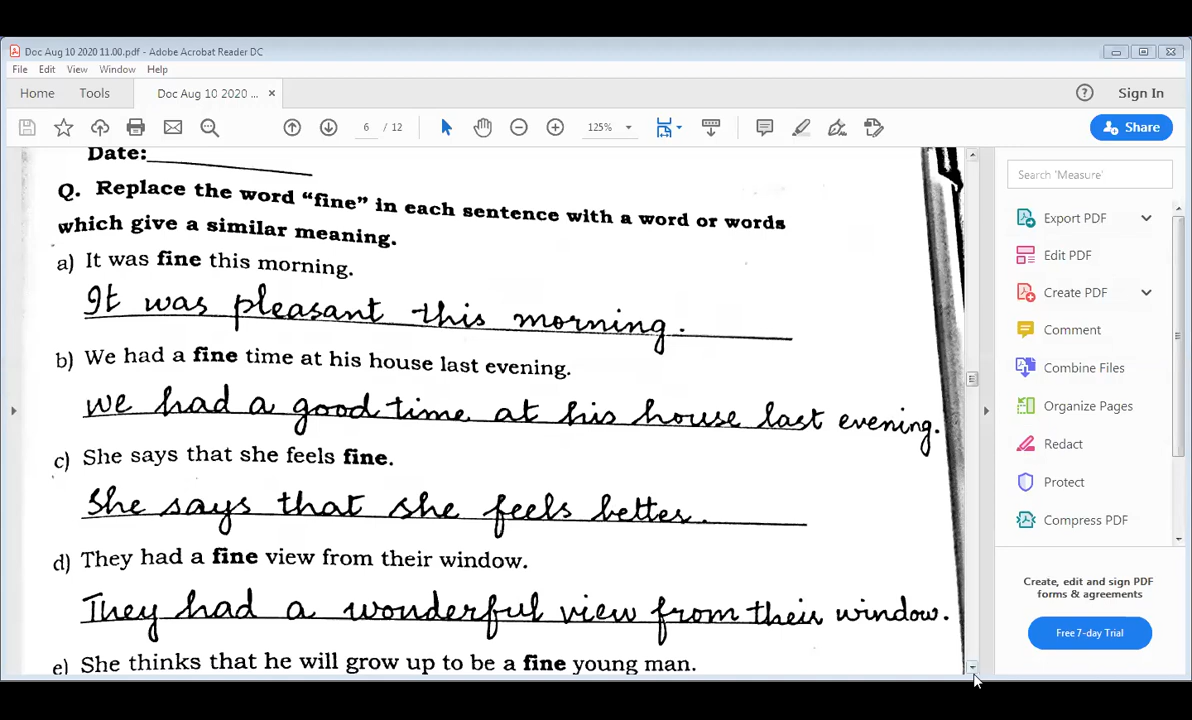 Doc Aug 10 2020 11.00.pdf - Adobe Acrobat Reader DC
File Edit View Window Help
Home Tools Doc Aug 10 2020 ... × Sign In
6 / 12 125% Share
Date:
Q. Replace the word "fine" in each sentence with a word or words
which give a similar meaning.
a) It was fine this morning.
It was pleasant this morning.
b) We had a fine time at his house last evening.
We had a good time at his house last evening.
c) She says that she feels fine.
She says that she feels better.
d) They had a fine view from their window.
They had a wonderful view from their window.
e) She thinks that he will grow up to be a fine young man.
Search 'Measure'
Export PDF
Edit PDF
Create PDF
Comment
Combine Files
Organize Pages
Redact
Protect
Compress PDF
Create, edit and sign PDF
forms & agreements
Free 7-day Trial